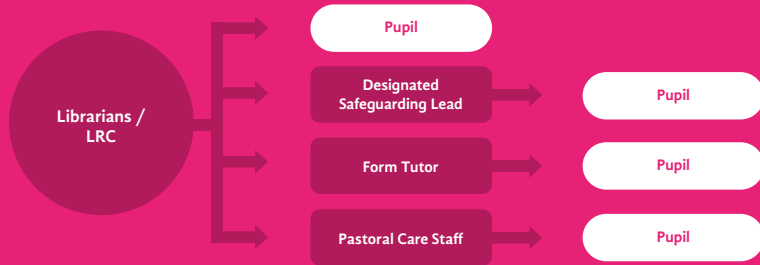 Pupil
Designated
Safeguarding Lead
Pupil
Librarians /
LRC
Form Tutor
Pupil
Pastoral Care Staff
Pupil